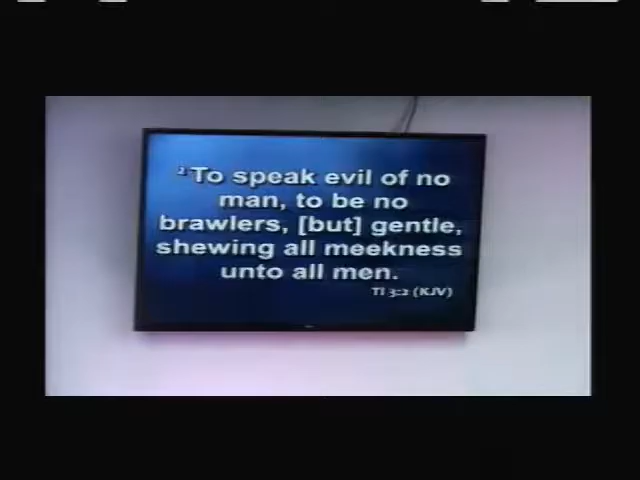 ²To speak evil of no
man, to be no
brawlers, [but] gentle,
shewing all meekness
unto all men.
TI 3:2 (KJV)